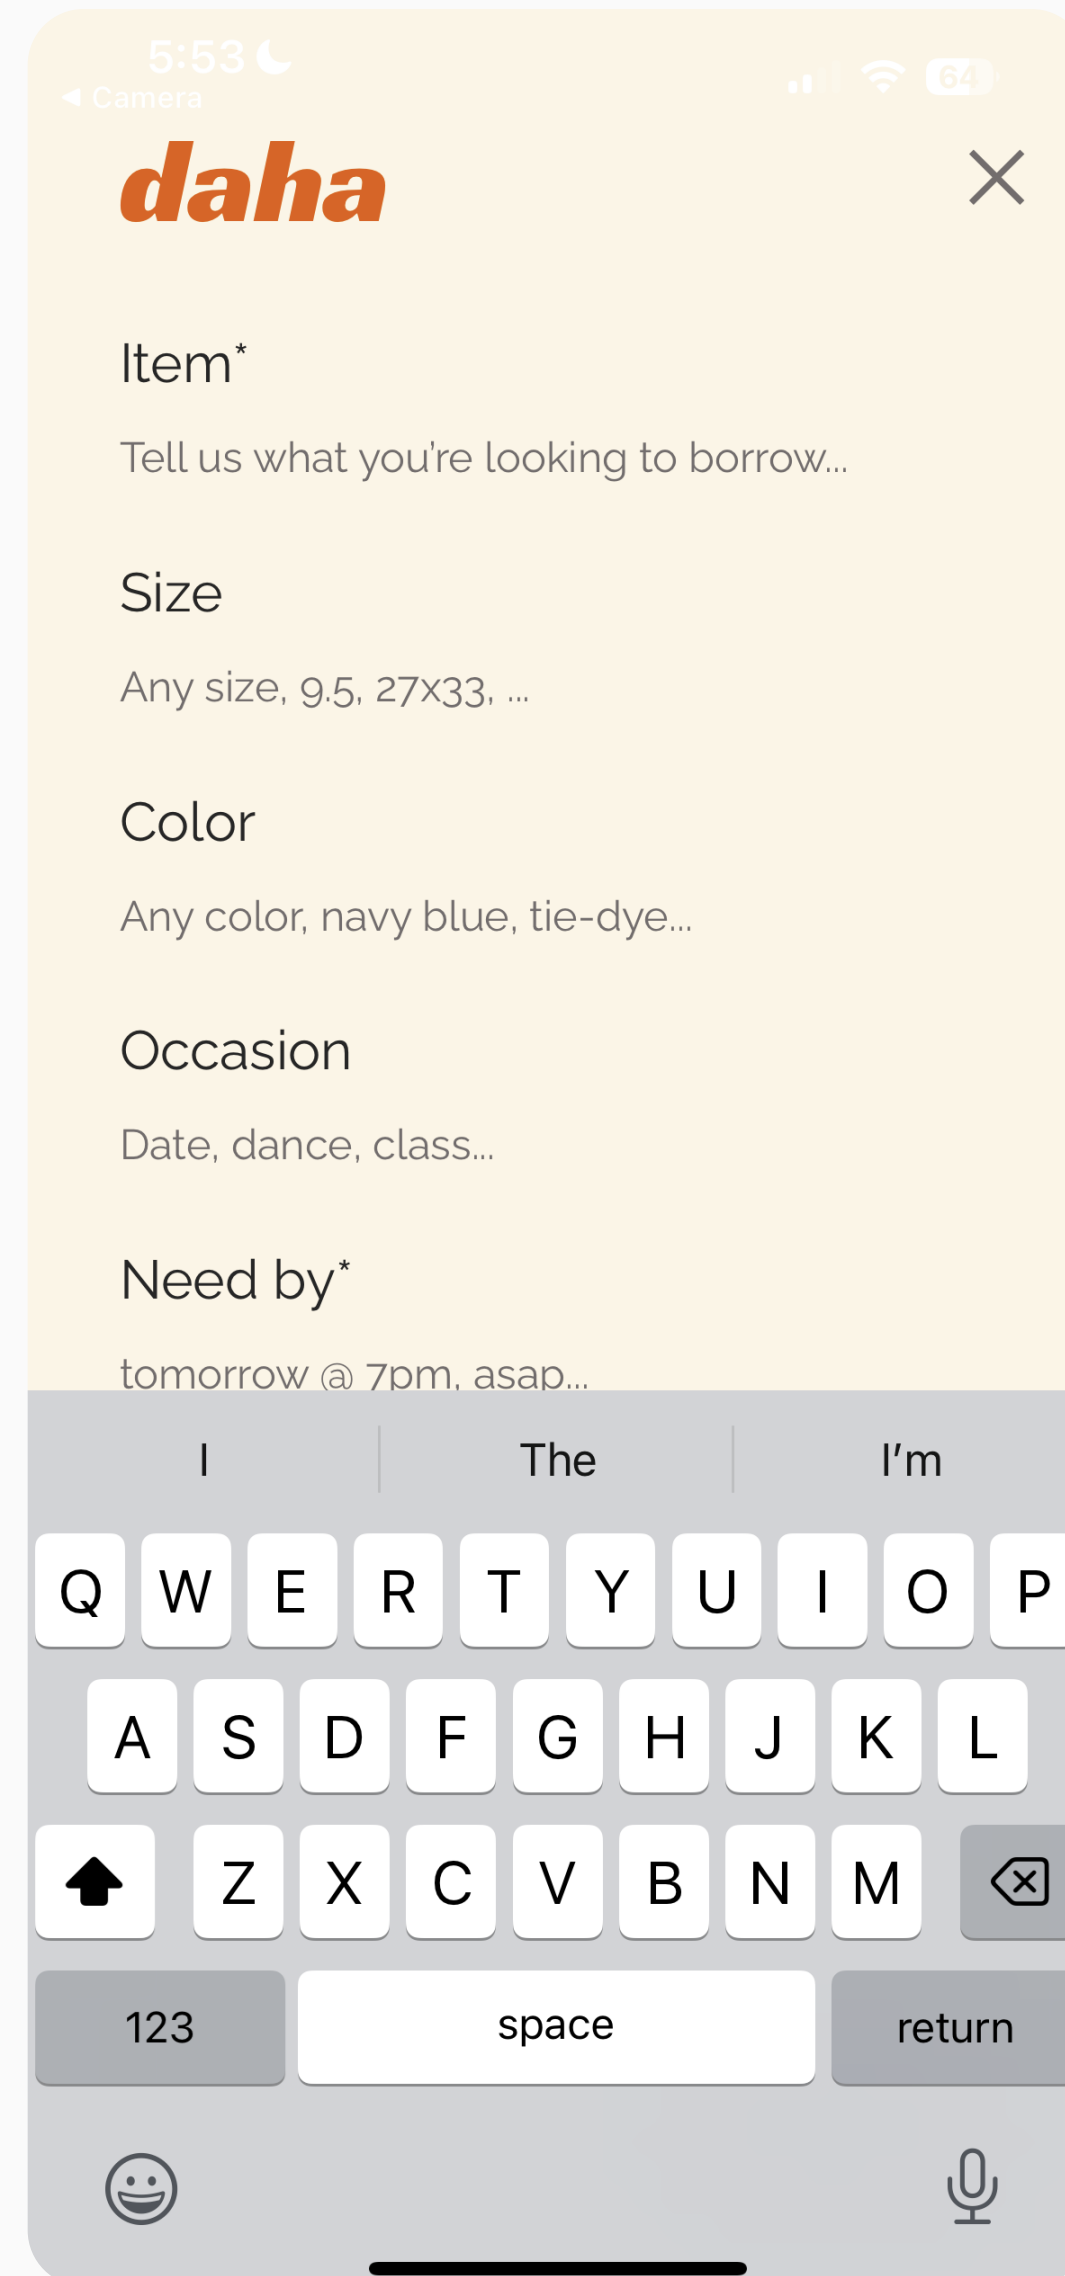 5:53
Camera
64
daha
Item*
Tell us what you're looking to borrow...
Size
Any size, 9.5, 27x33, ...
Color
Any color, navy blue, tie-dye...
Occasion
Date, dance, class...
Need by*
tomorrow @ 7pm, asap...
I The I'm
Q W E R T Y U I O P
A S D F G H J K L
Z X C V B N M
123 space return